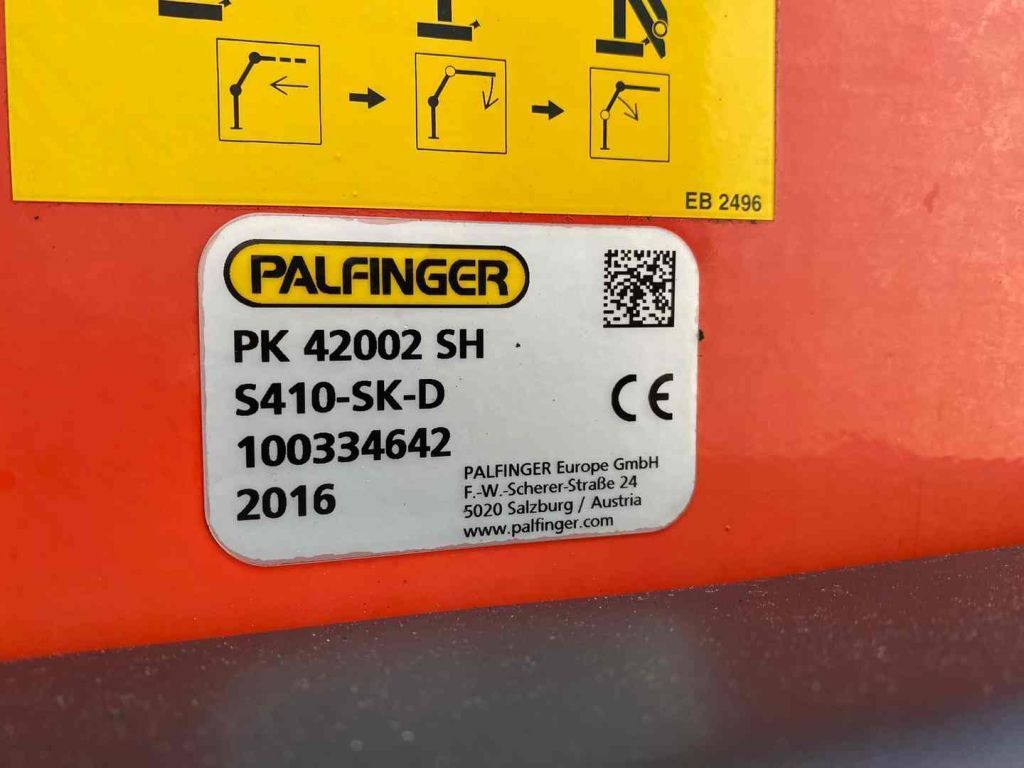 EB 2496
PALFINGER
PK 42002 SH
S410-SK-D
CE
100334642
2016
PALFINGER Europe GmbH
F.-W.-Scherer-Straße 24
5020 Salzburg / Austria
www.palfinger.com